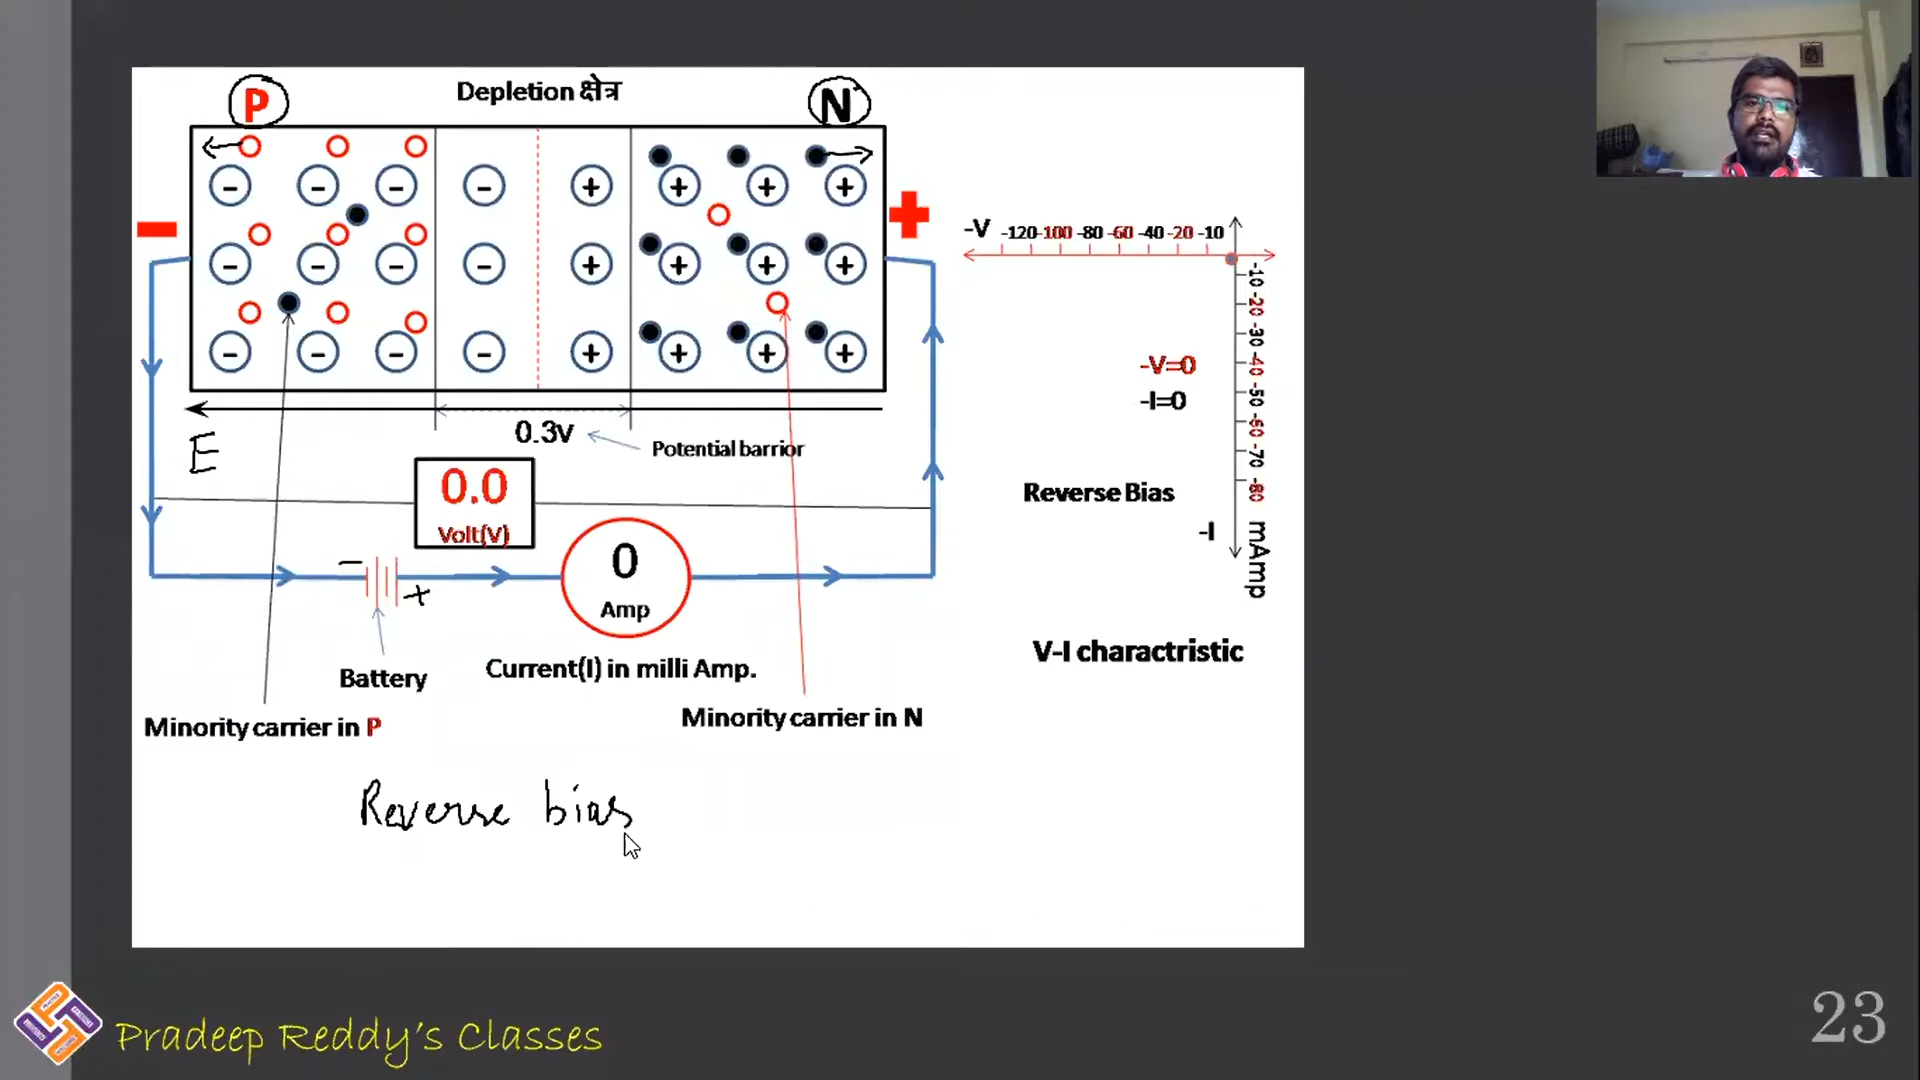 P
Depletion क्षेत्र
N
-V -120 -100 -80 -60 -40 -20 -10
-10 -20 -30 -40 -50 -60 -70 -80 mAmp
-V=0
-I=0
E
0.3v
Potential barrior
0.0
Volt(V)
Reverse Bias
-I
0
Amp
V-I charactristic
Battery
Current(I) in milli Amp.
Minority carrier in P
Minority carrier in N
Reverse bias
Pradeep Reddy's Classes
23